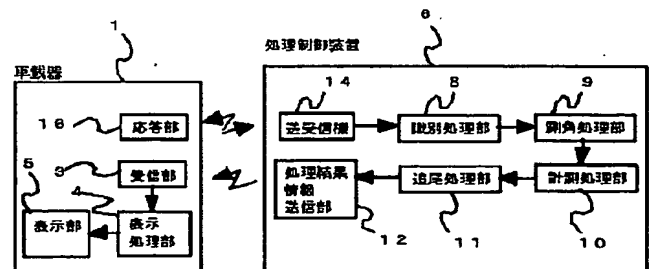 1
車載器
16
応答部
3
受信部
5
4
表示部
表示
処理部
6
処理制御装置
14
8
9
送受信機
識別処理部
測角処理部
処理結果
情報
送信部
追尾処理部
計測処理部
12
11
10